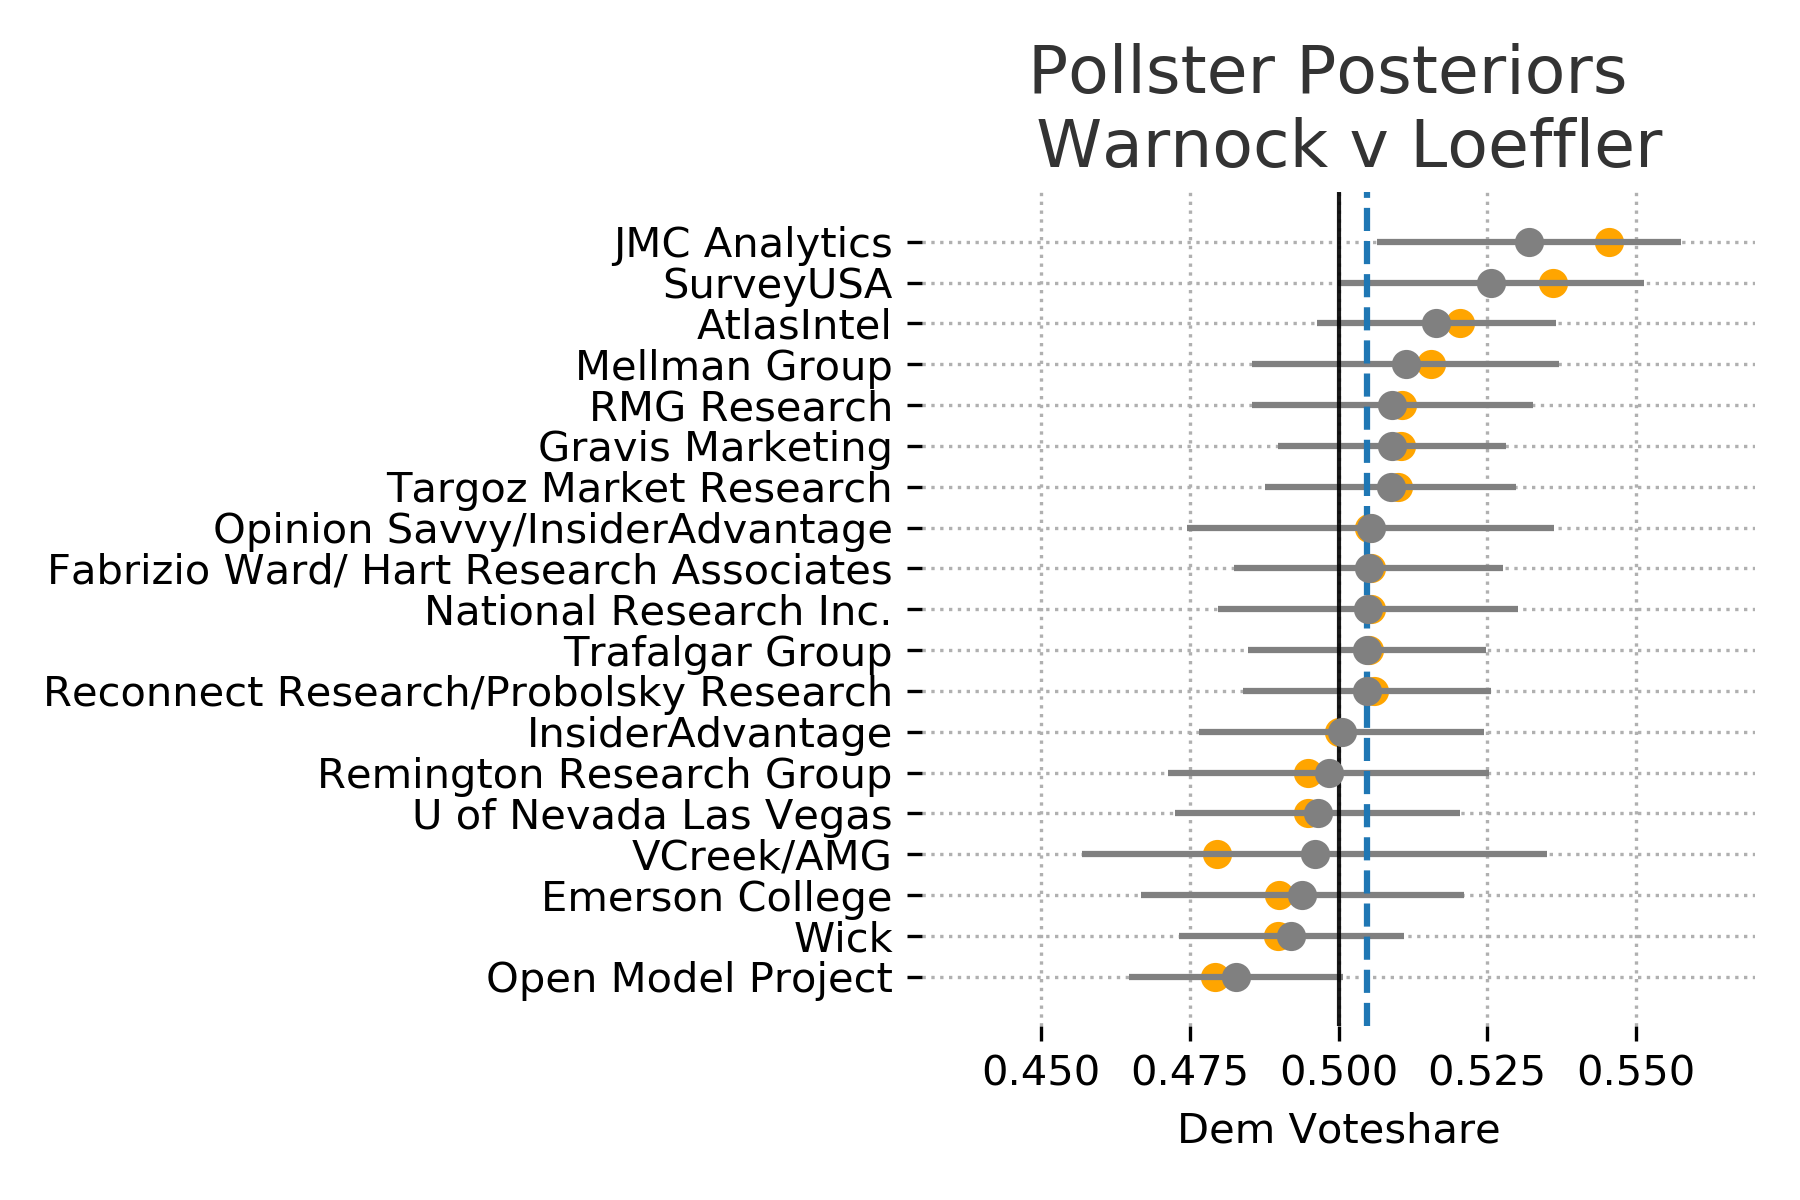 Pollster Posteriors
Warnock v Loeffler
JMC Analytics
SurveyUSA
AtlasIntel
Mellman Group
RMG Research
Gravis Marketing
Targoz Market Research
Opinion Savvy/InsiderAdvantage
Fabrizio Ward/ Hart Research Associates
National Research Inc.
Trafalgar Group
Reconnect Research/Probolsky Research
InsiderAdvantage
Remington Research Group
U of Nevada Las Vegas
VCreek/AMG
Emerson College
Wick
Open Model Project
0.450 0.475 0.500 0.525 0.550
Dem Voteshare